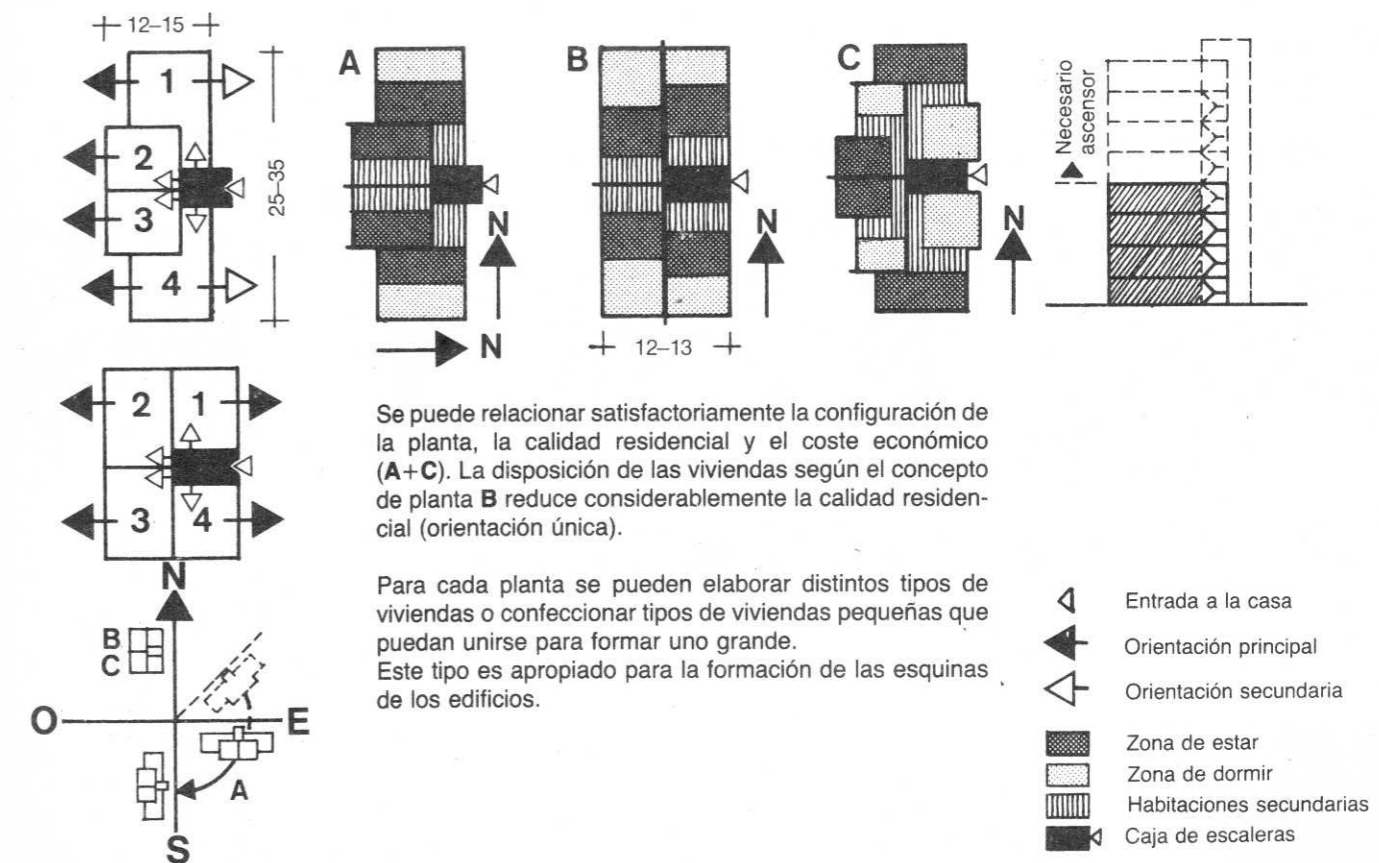 12–15
1
2
3
4
25–35
A
N
N
B
N
12–13
C
N
Necesario
ascensor
2
1
3
4
N
B
C
O
E
A
S
Se puede relacionar satisfactoriamente la configuración de
la planta, la calidad residencial y el coste económico
(A+C). La disposición de las viviendas según el concepto
de planta B reduce considerablemente la calidad residen-
cial (orientación única).
Para cada planta se pueden elaborar distintos tipos de
viviendas o confeccionar tipos de viviendas pequeñas que
puedan unirse para formar uno grande.
Este tipo es apropiado para la formación de las esquinas
de los edificios.
Entrada a la casa
Orientación principal
Orientación secundaria
Zona de estar
Zona de dormir
Habitaciones secundarias
Caja de escaleras